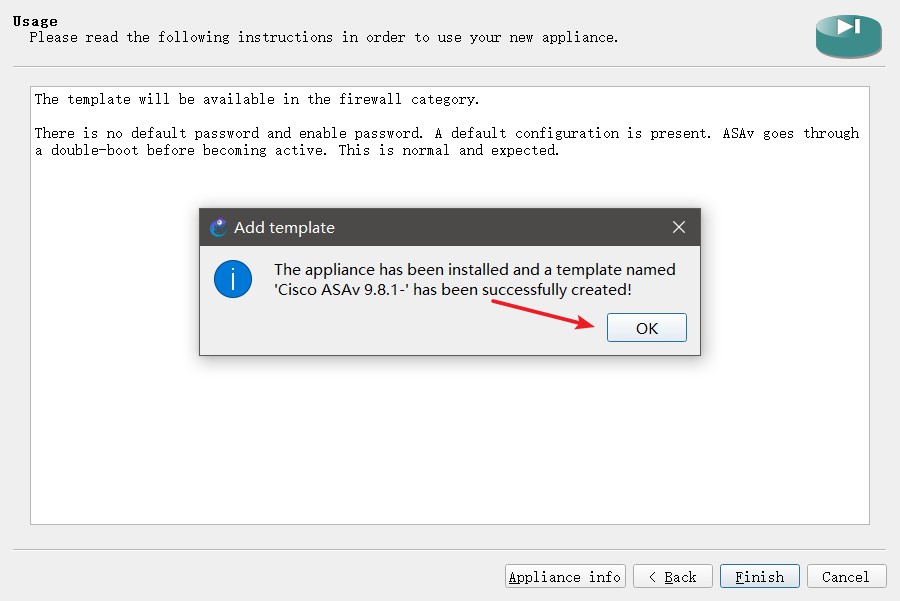 Usage
Please read the following instructions in order to use your new appliance.
The template will be available in the firewall category.
There is no default password and enable password. A default configuration is present. ASAv goes through
a double-boot before becoming active. This is normal and expected.
Add template
The appliance has been installed and a template named
'Cisco ASAv 9.8.1-' has been successfully created!
OK
Appliance info
< Back
Finish
Cancel